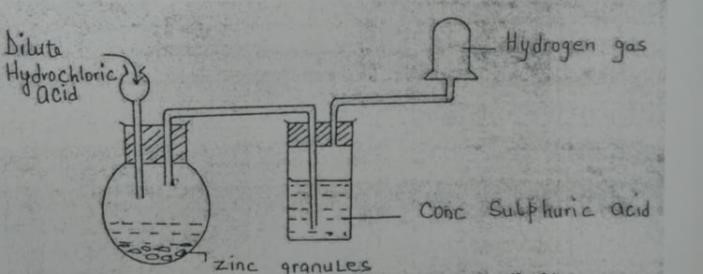 Dilute
Hydrochloric
acid
Hydrogen gas
Conc Sulphuric acid
zinc granules